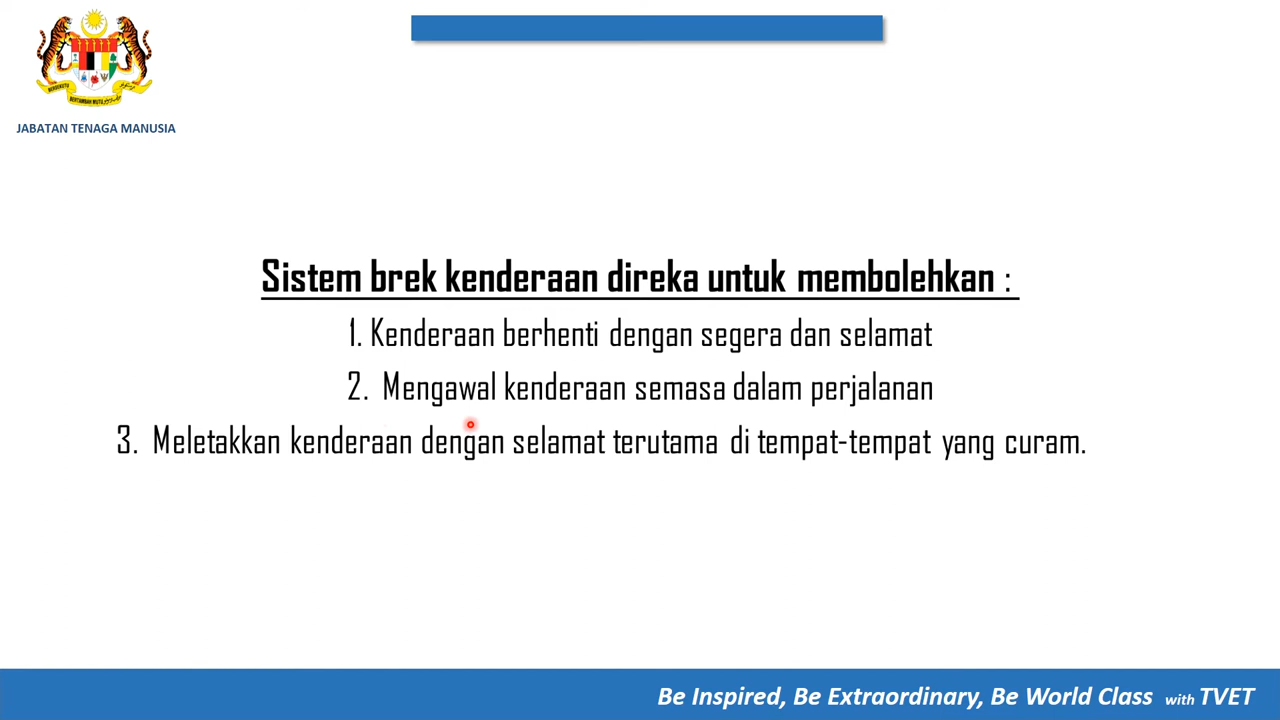 JABATAN TENAGA MANUSIA
Sistem brek kenderaan direka untuk membolehkan :
1. Kenderaan berhenti dengan segera dan selamat
2. Mengawal kenderaan semasa dalam perjalanan
3. Meletakkan kenderaan dengan selamat terutama di tempat-tempat yang curam.
Be Inspired, Be Extraordinary, Be World Class with TVET